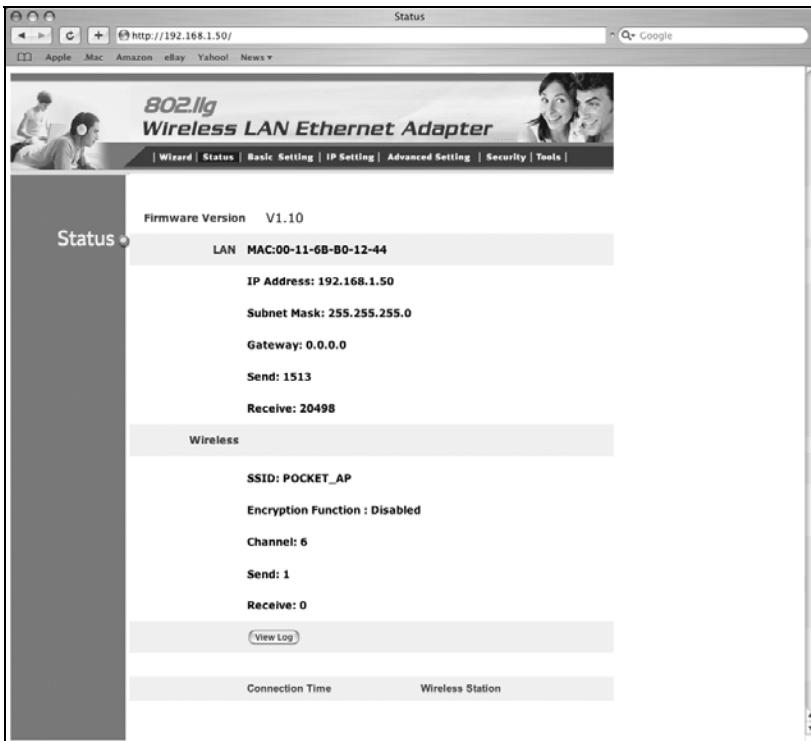 Status
http://192.168.1.50/
Google
Apple .Mac Amazon eBay Yahoo! News
802.11g
Wireless LAN Ethernet Adapter
| Wizard | Status | Basic Setting | IP Setting | Advanced Setting | Security | Tools |
Status
Firmware Version V1.10
LAN MAC:00-11-6B-B0-12-44
IP Address: 192.168.1.50
Subnet Mask: 255.255.255.0
Gateway: 0.0.0.0
Send: 1513
Receive: 20498
Wireless
SSID: POCKET_AP
Encryption Function : Disabled
Channel: 6
Send: 1
Receive: 0
View Log
Connection Time Wireless Station